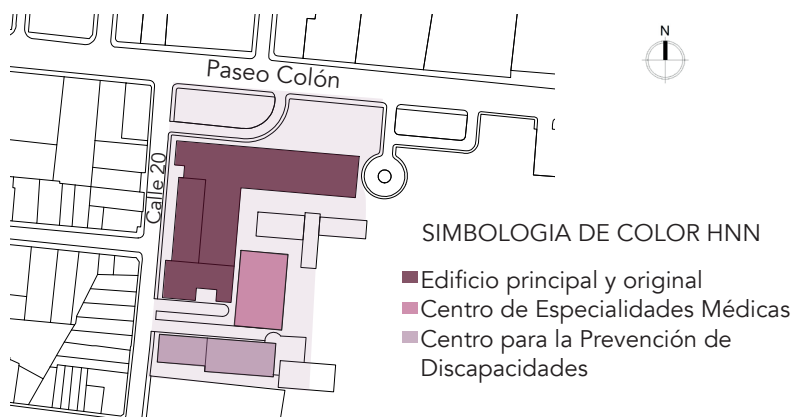 N
Paseo Colón
Calle 20
SIMBOLOGIA DE COLOR HNN
Edificio principal y original
Centro de Especialidades Médicas
Centro para la Prevención de
Discapacidades